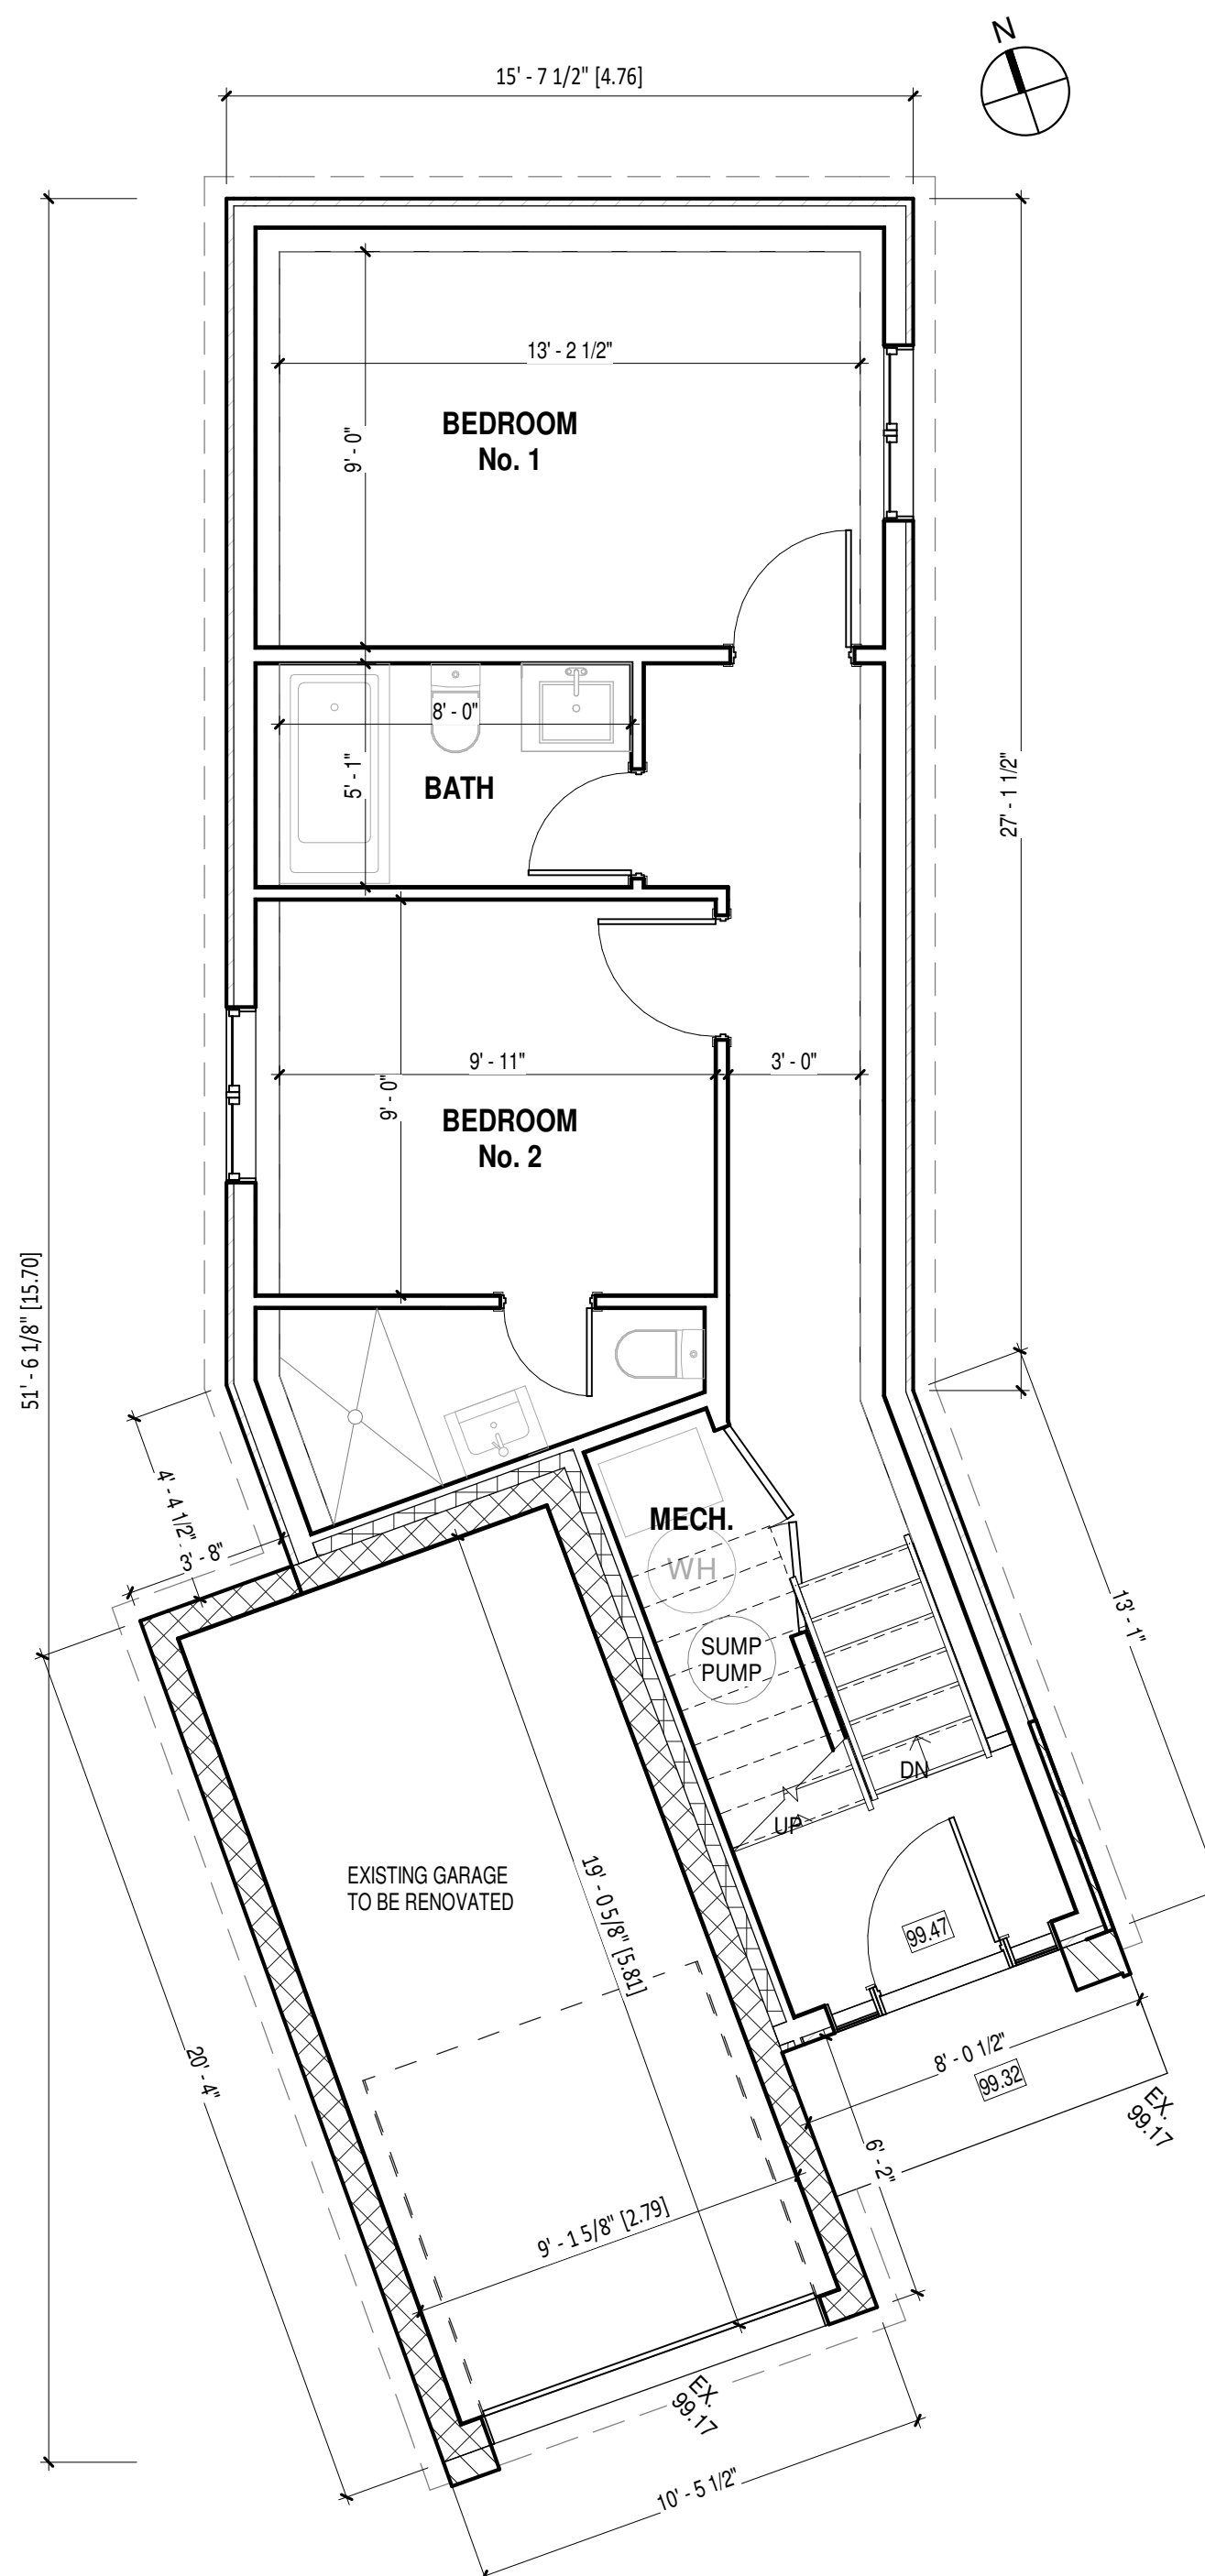 N
15' - 7 1/2" [4.76]
13' - 2 1/2"
9' - 0"
BEDROOM
No. 1
8' - 0"
5' - 1"
BATH
27' - 1 1/2"
9' - 11"
3' - 0"
9' - 0"
BEDROOM
No. 2
51' - 6 1/8" [15.70]
4' - 4 1/2"
3' - 8"
MECH.
WH
SUMP
PUMP
13' - 1"
DN
UP
EXISTING GARAGE
TO BE RENOVATED
19' - 0 5/8" [5.81]
99.47
20' - 4"
8' - 0 1/2"
99.32
EX.
99.17
6' - 2"
9' - 1 5/8" [2.79]
EX.
99.17
10' - 5 1/2"